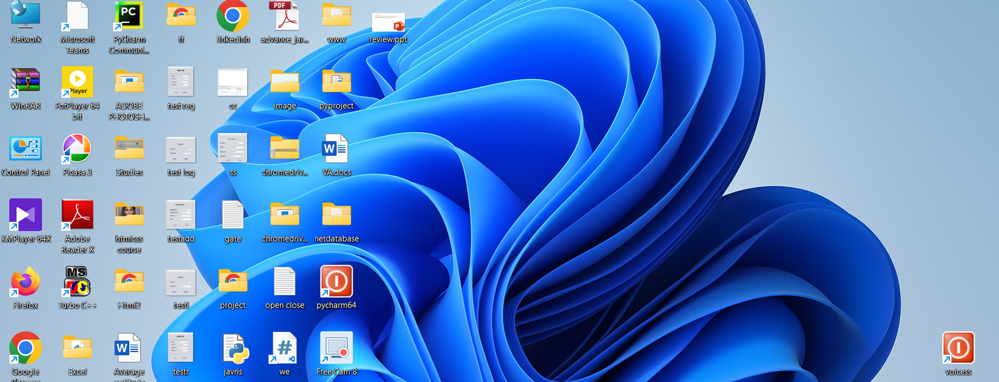 Network
Microsoft
Teams
PC
PyCharm
Communi...
ff
linkedinh
PDF
advance_jar...
www
P
review.ppt
WinRAR
Player
PotPlayer 64
bit
ADOBE
PHOTOSH...
test reg
cc
image
pyproject
Control Panel
Picasa 3
Studies
test log
ss
chromedriv...
W
VA.docs
KMPlayer 64X
Adobe
Reader X
htmlcss
course
testadd
gate
chromedriv...
netdatabase
Firefox
MS
Turbo C++
Html2
testl
project
open close
pycharm64
Google
Chrome
Excel
W
Average
aptitude
testr
javris
#
we
Free Cam 8
voicess